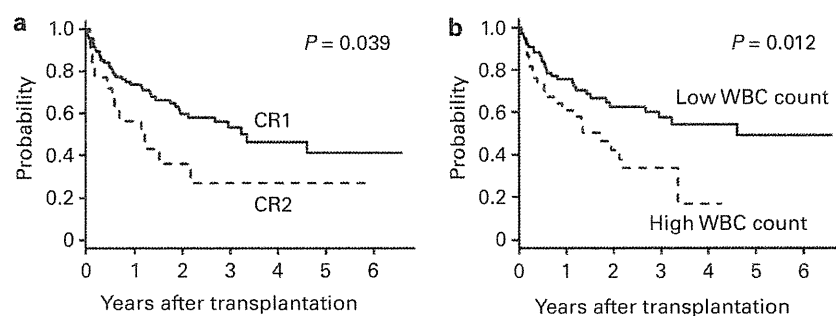 a
P = 0.039
Probability
1.0
0.8
0.6
0.4
0.2
0
CR1
CR2
0 1 2 3 4 5 6
Years after transplantation
b
P = 0.012
Probability
1.0
0.8
0.6
0.4
0.2
0
Low WBC count
High WBC count
0 1 2 3 4 5 6
Years after transplantation